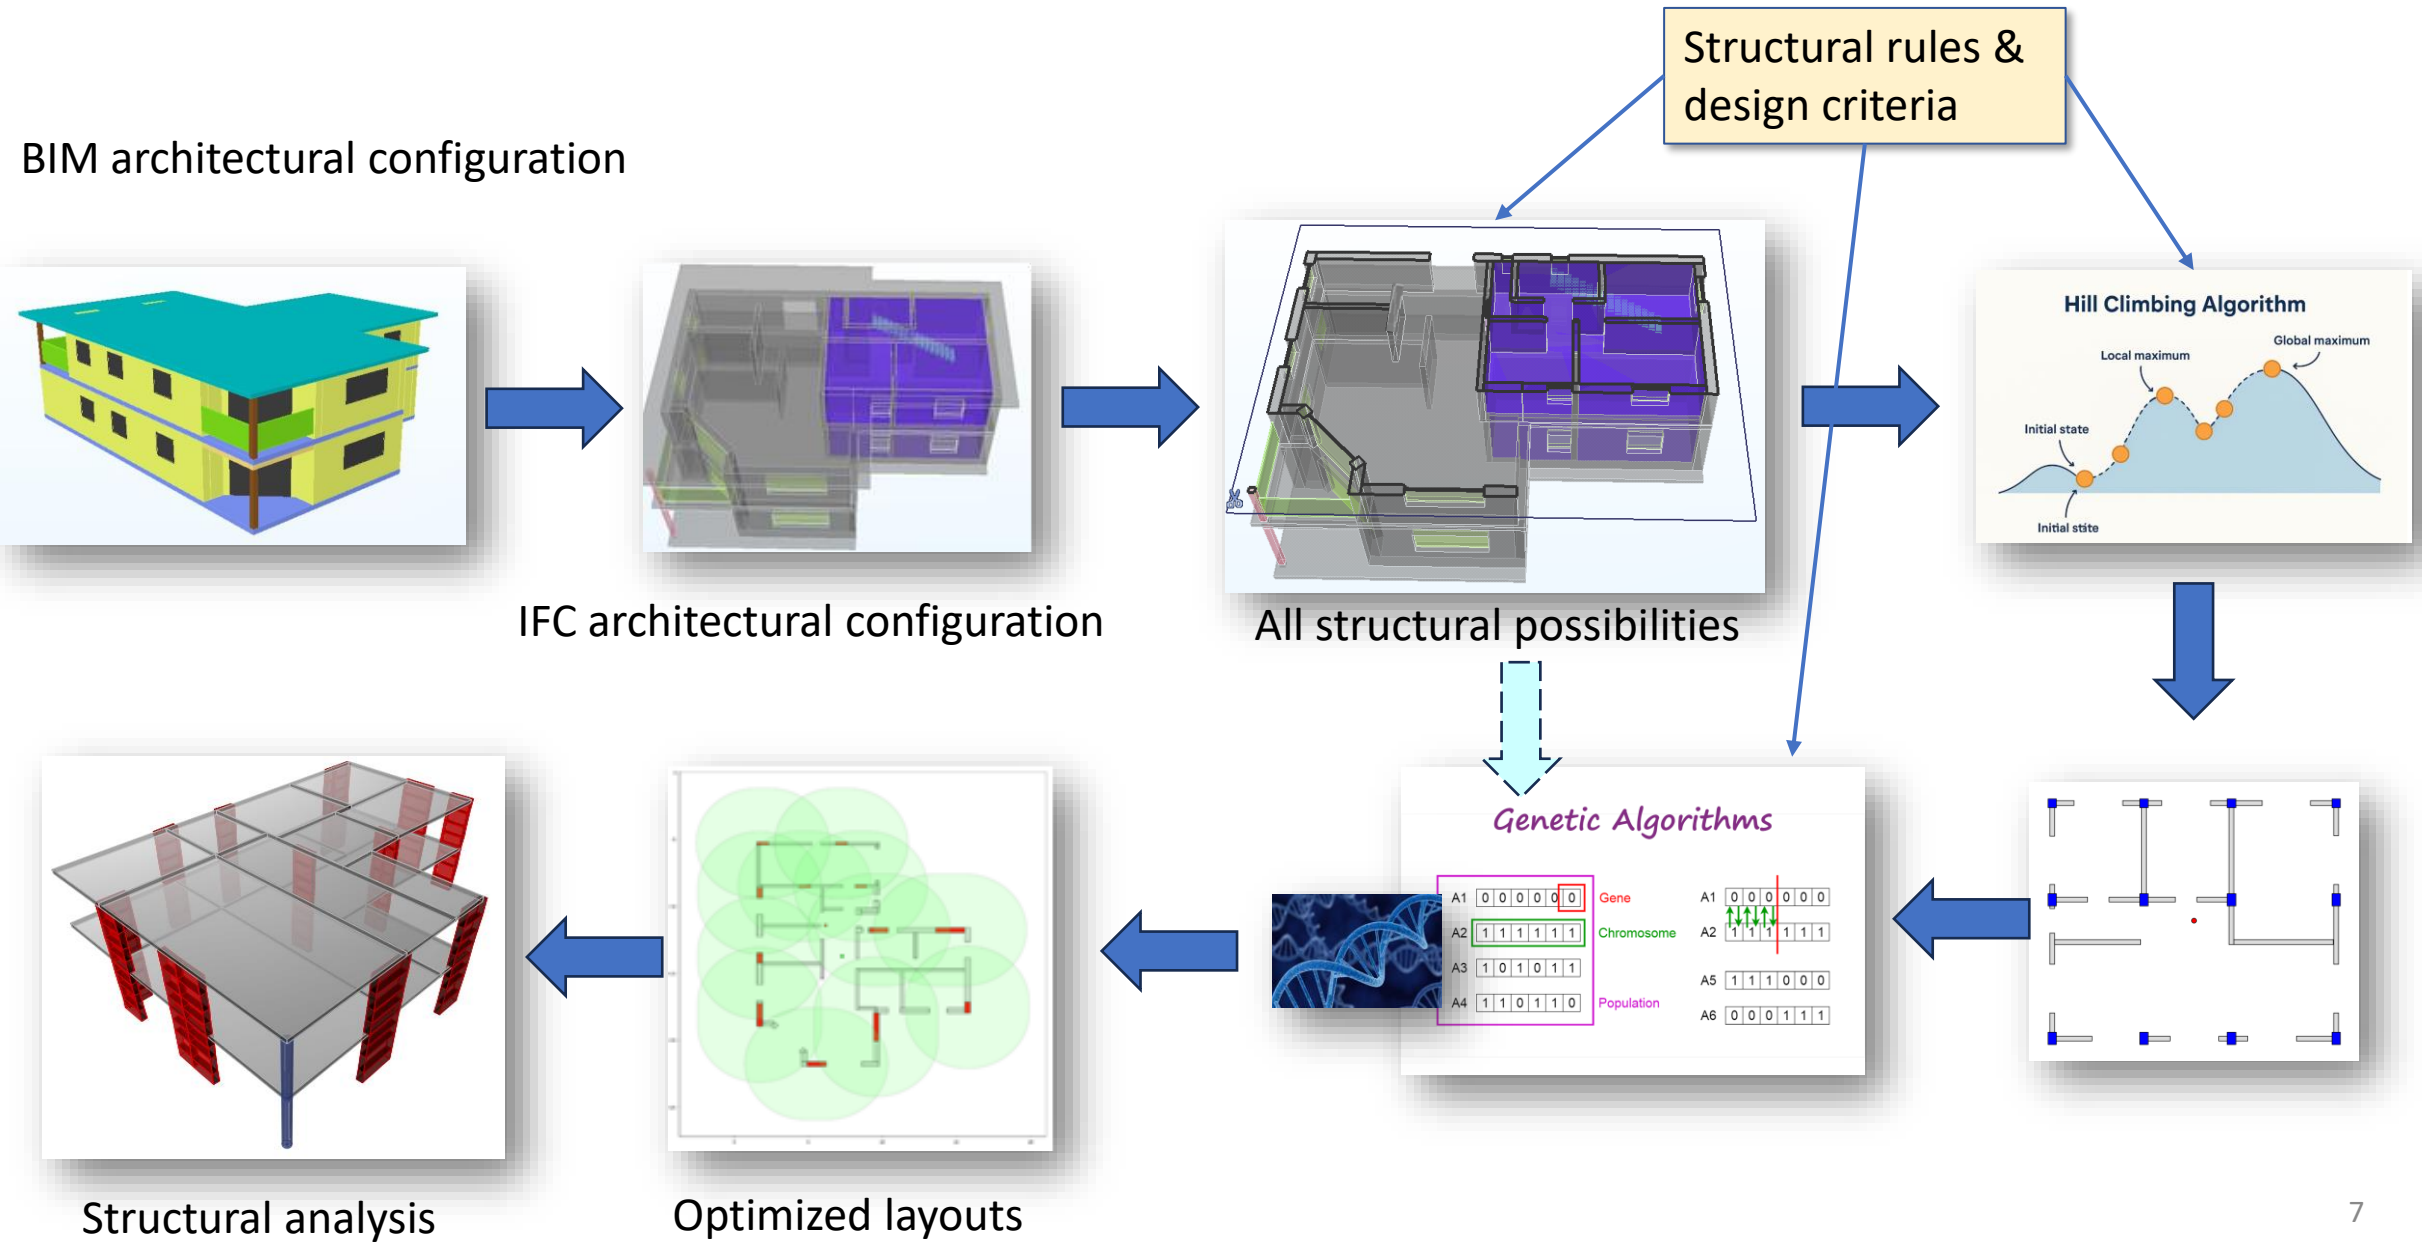 Structural rules &
design criteria
BIM architectural configuration
Hill Climbing Algorithm
Global maximum
Local maximum
Initial state
Initial stite
IFC architectural configuration
All structural possibilities
Genetic Algorithms
A1 0 0 0 0 0 0 Gene
A2 1 1 1 1 1 1 Chromosome
A3 1 0 1 0 1 1
A4 1 1 0 1 1 0 Population
A1 0 0 0 0 0 0
A2 1 1 1 1 1 1
A5 1 1 1 0 0 0
A6 0 0 0 1 1 1
Structural analysis
Optimized layouts
7